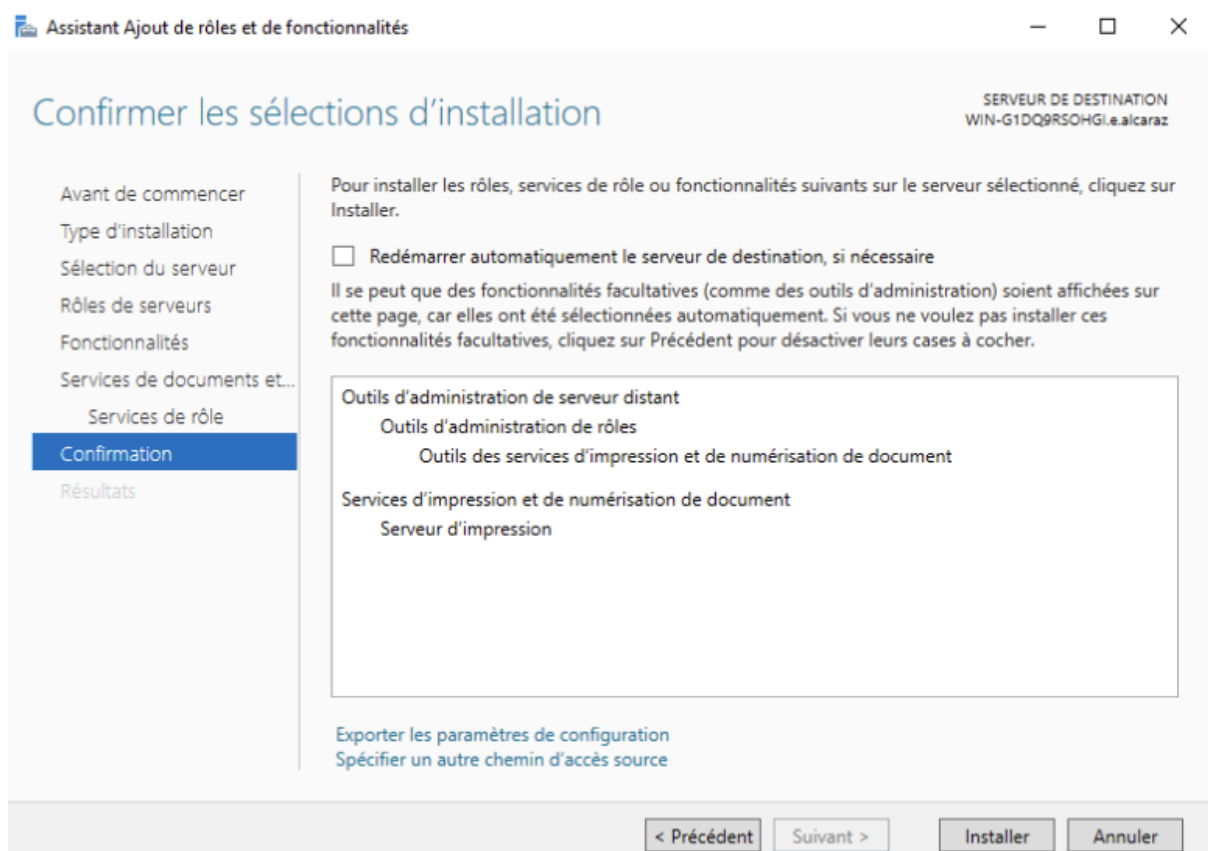 Assistant Ajout de rôles et de fonctionnalités
Confirmer les sélections d'installation
SERVEUR DE DESTINATION
WIN-G1DQ9RSOHGI.e.alcaraz
Avant de commencer
Type d'installation
Sélection du serveur
Rôles de serveurs
Fonctionnalités
Services de documents et...
Services de rôle
Confirmation
Résultats
Pour installer les rôles, services de rôle ou fonctionnalités suivants sur le serveur sélectionné, cliquez sur
Installer.
Redémarrer automatiquement le serveur de destination, si nécessaire
Il se peut que des fonctionnalités facultatives (comme des outils d'administration) soient affichées sur
cette page, car elles ont été sélectionnées automatiquement. Si vous ne voulez pas installer ces
fonctionnalités facultatives, cliquez sur Précédent pour désactiver leurs cases à cocher.
Outils d'administration de serveur distant
Outils d'administration de rôles
Outils des services d'impression et de numérisation de document
Services d'impression et de numérisation de document
Serveur d'impression
Exporter les paramètres de configuration
Spécifier un autre chemin d'accès source
< Précédent
Suivant >
Installer
Annuler